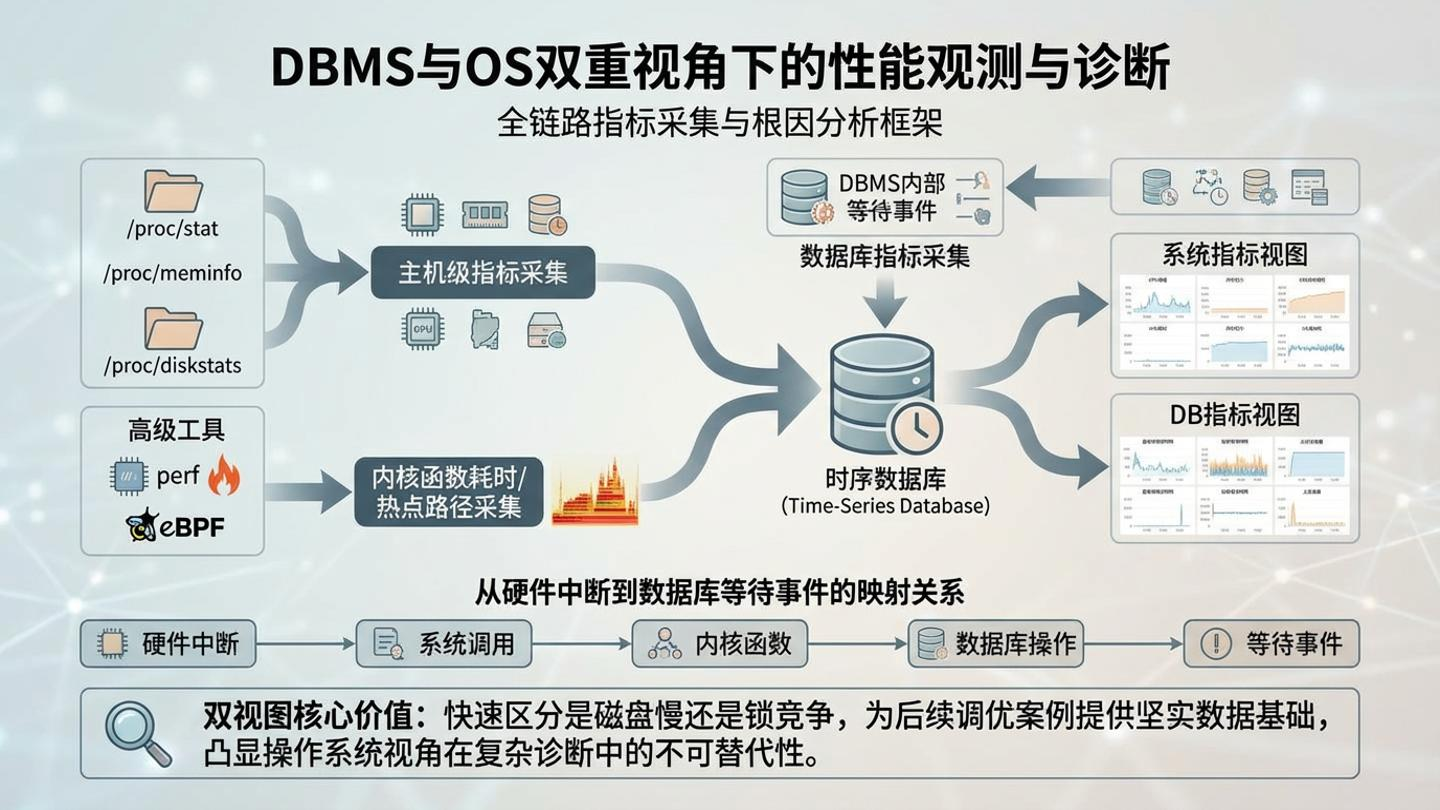 DBMS与OS双重视角下的性能观测与诊断
全链路指标采集与根因分析框架
/proc/stat
/proc/meminfo
/proc/diskstats
主机级指标采集
CPU
高级工具
perf
eBPF
内核函数耗时/
热点路径采集
DBMS内部
等待事件
数据库指标采集
时序数据库
(Time-Series Database)
系统指标视图
DB指标视图
从硬件中断到数据库等待事件的映射关系
硬件中断
系统调用
内核函数
数据库操作
等待事件
双视图核心价值：快速区分是磁盘慢还是锁竞争，为后续调优案例提供坚实数据基础，
凸显操作系统视角在复杂诊断中的不可替代性。